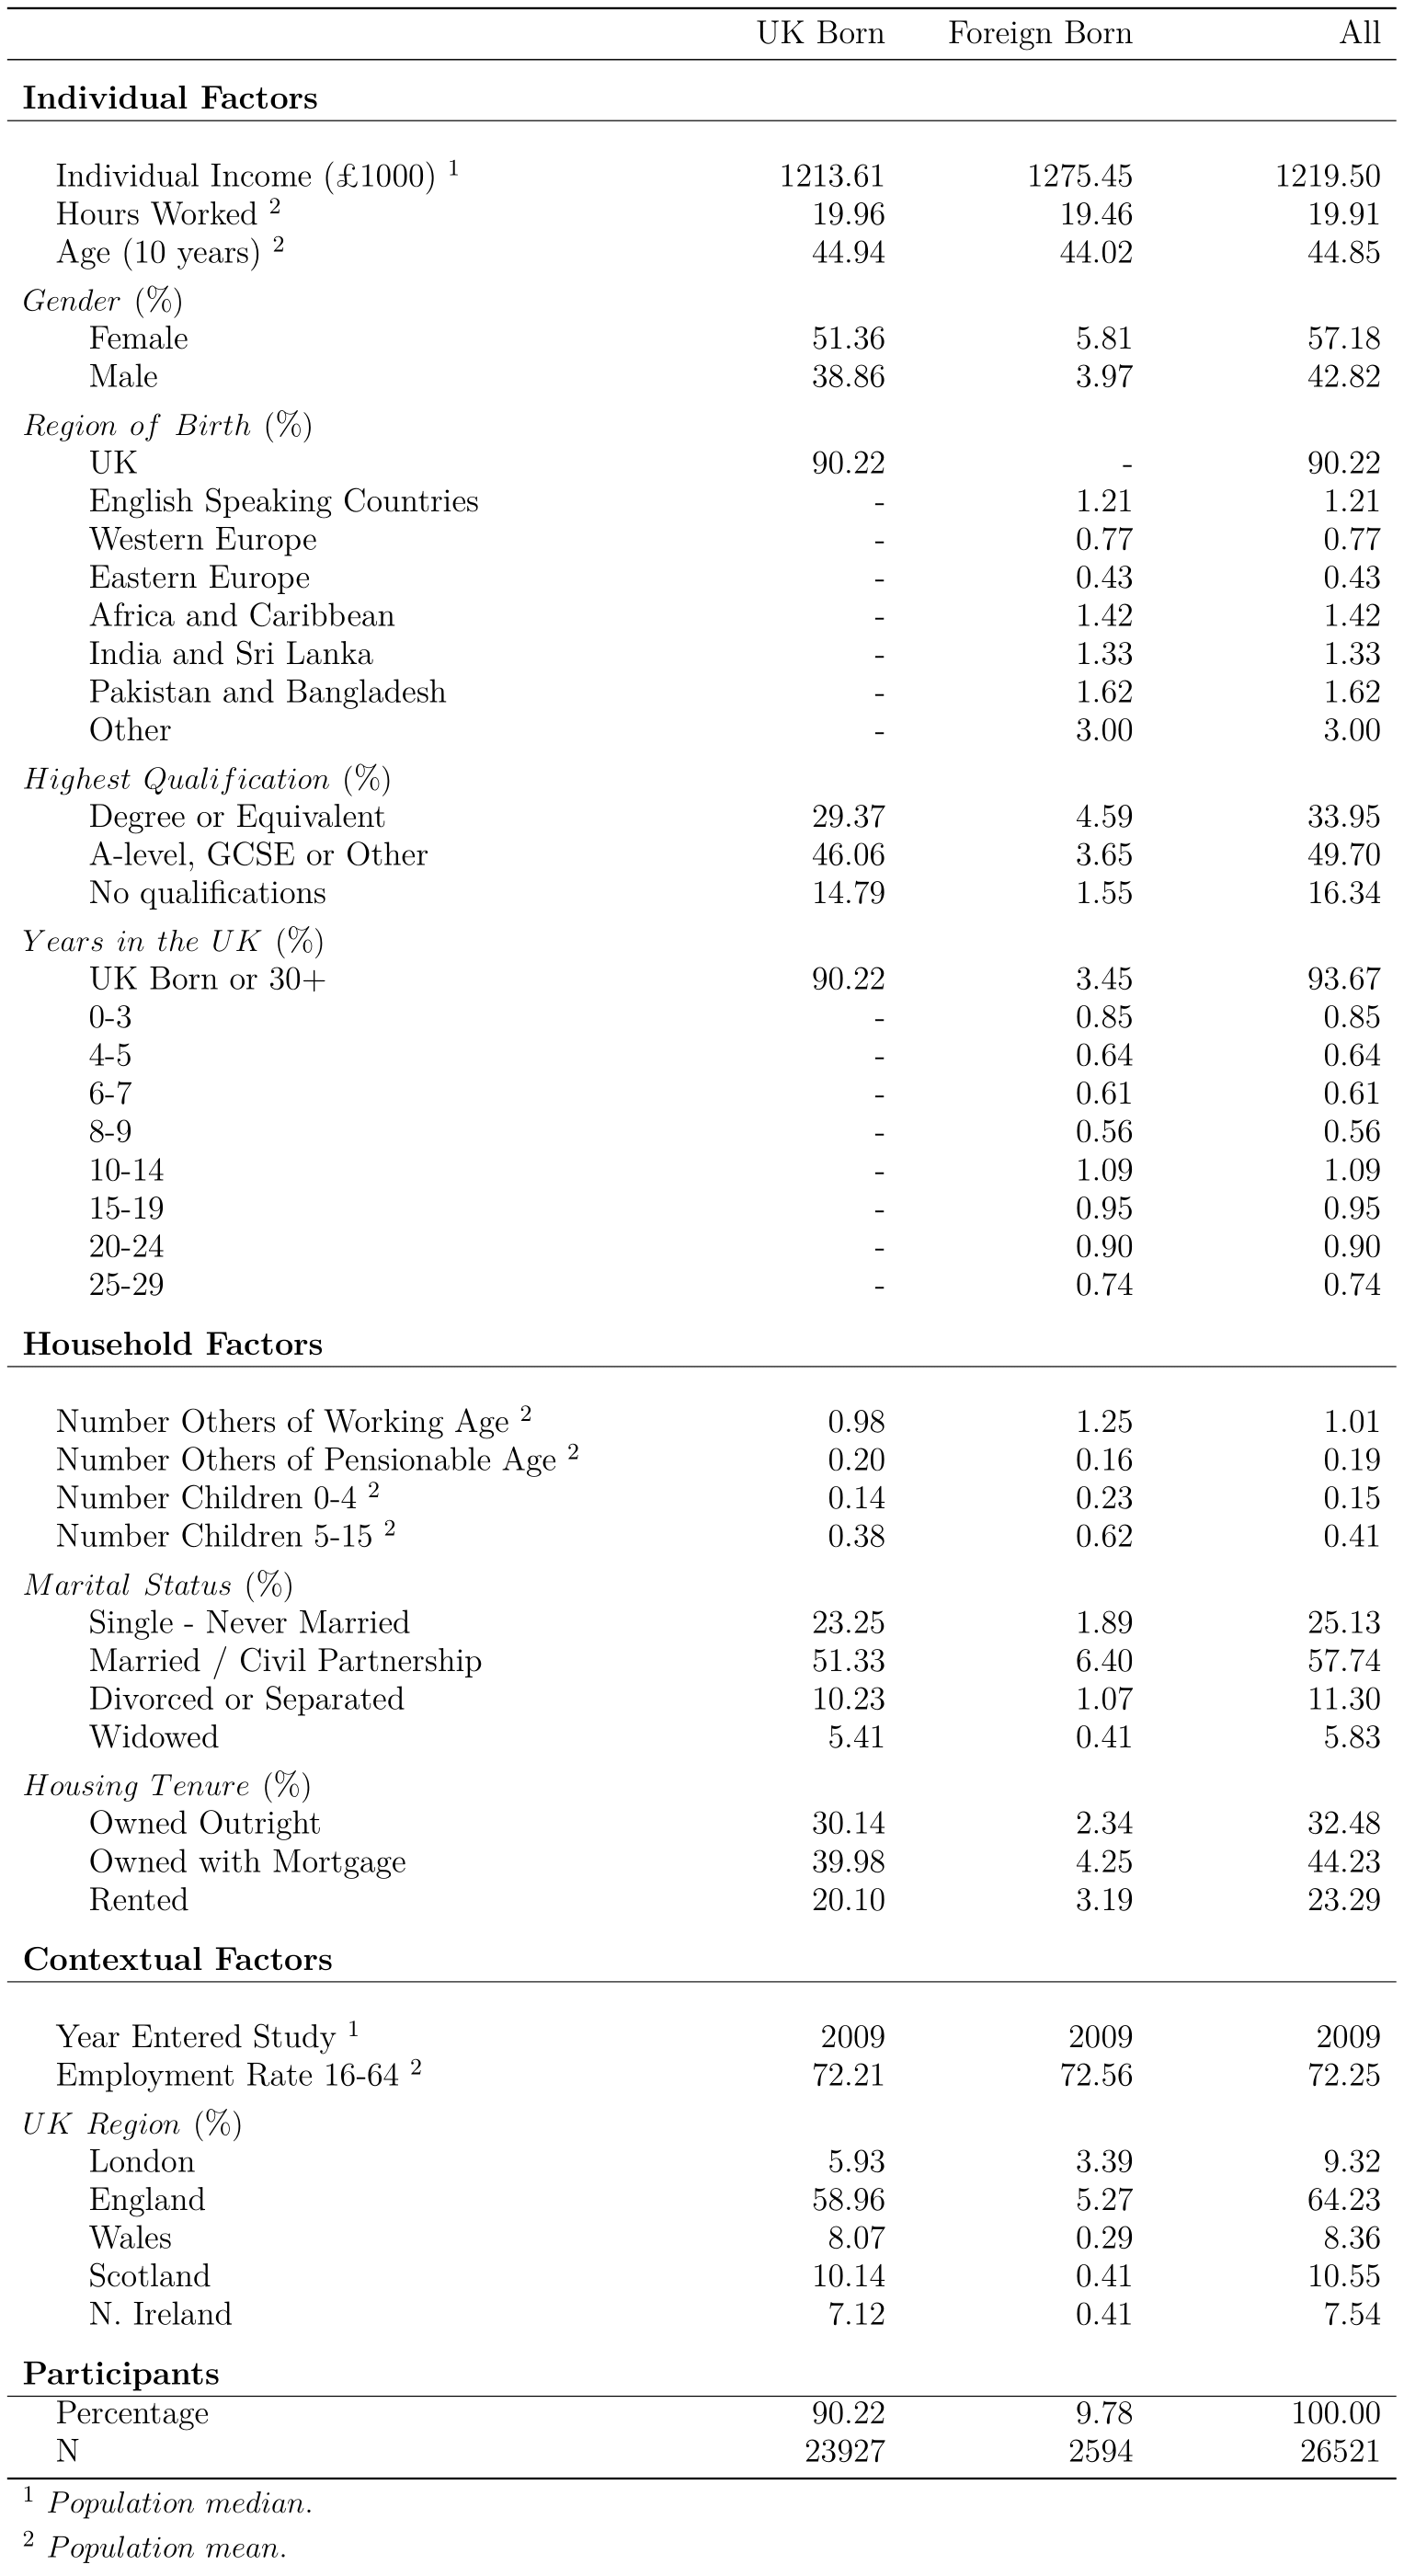 UK Born Foreign Born All
Individual Factors
Individual Income (£1000) 1 1213.61 1275.45 1219.50
Hours Worked 2 19.96 19.46 19.91
Age (10 years) 2 44.94 44.02 44.85
Gender (%)
Female 51.36 5.81 57.18
Male 38.86 3.97 42.82
Region of Birth (%)
UK 90.22 - 90.22
English Speaking Countries - 1.21 1.21
Western Europe - 0.77 0.77
Eastern Europe - 0.43 0.43
Africa and Caribbean - 1.42 1.42
India and Sri Lanka - 1.33 1.33
Pakistan and Bangladesh - 1.62 1.62
Other - 3.00 3.00
Highest Qualification (%)
Degree or Equivalent 29.37 4.59 33.95
A-level, GCSE or Other 46.06 3.65 49.70
No qualifications 14.79 1.55 16.34
Years in the UK (%)
UK Born or 30+ 90.22 3.45 93.67
0-3 - 0.85 0.85
4-5 - 0.64 0.64
6-7 - 0.61 0.61
8-9 - 0.56 0.56
10-14 - 1.09 1.09
15-19 - 0.95 0.95
20-24 - 0.90 0.90
25-29 - 0.74 0.74
Household Factors
Number Others of Working Age 2 0.98 1.25 1.01
Number Others of Pensionable Age 2 0.20 0.16 0.19
Number Children 0-4 2 0.14 0.23 0.15
Number Children 5-15 2 0.38 0.62 0.41
Marital Status (%)
Single - Never Married 23.25 1.89 25.13
Married / Civil Partnership 51.33 6.40 57.74
Divorced or Separated 10.23 1.07 11.30
Widowed 5.41 0.41 5.83
Housing Tenure (%)
Owned Outright 30.14 2.34 32.48
Owned with Mortgage 39.98 4.25 44.23
Rented 20.10 3.19 23.29
Contextual Factors
Year Entered Study 1 2009 2009 2009
Employment Rate 16-64 2 72.21 72.56 72.25
UK Region (%)
London 5.93 3.39 9.32
England 58.96 5.27 64.23
Wales 8.07 0.29 8.36
Scotland 10.14 0.41 10.55
N. Ireland 7.12 0.41 7.54
Participants
Percentage 90.22 9.78 100.00
N 23927 2594 26521
1 Population median.
2 Population mean.